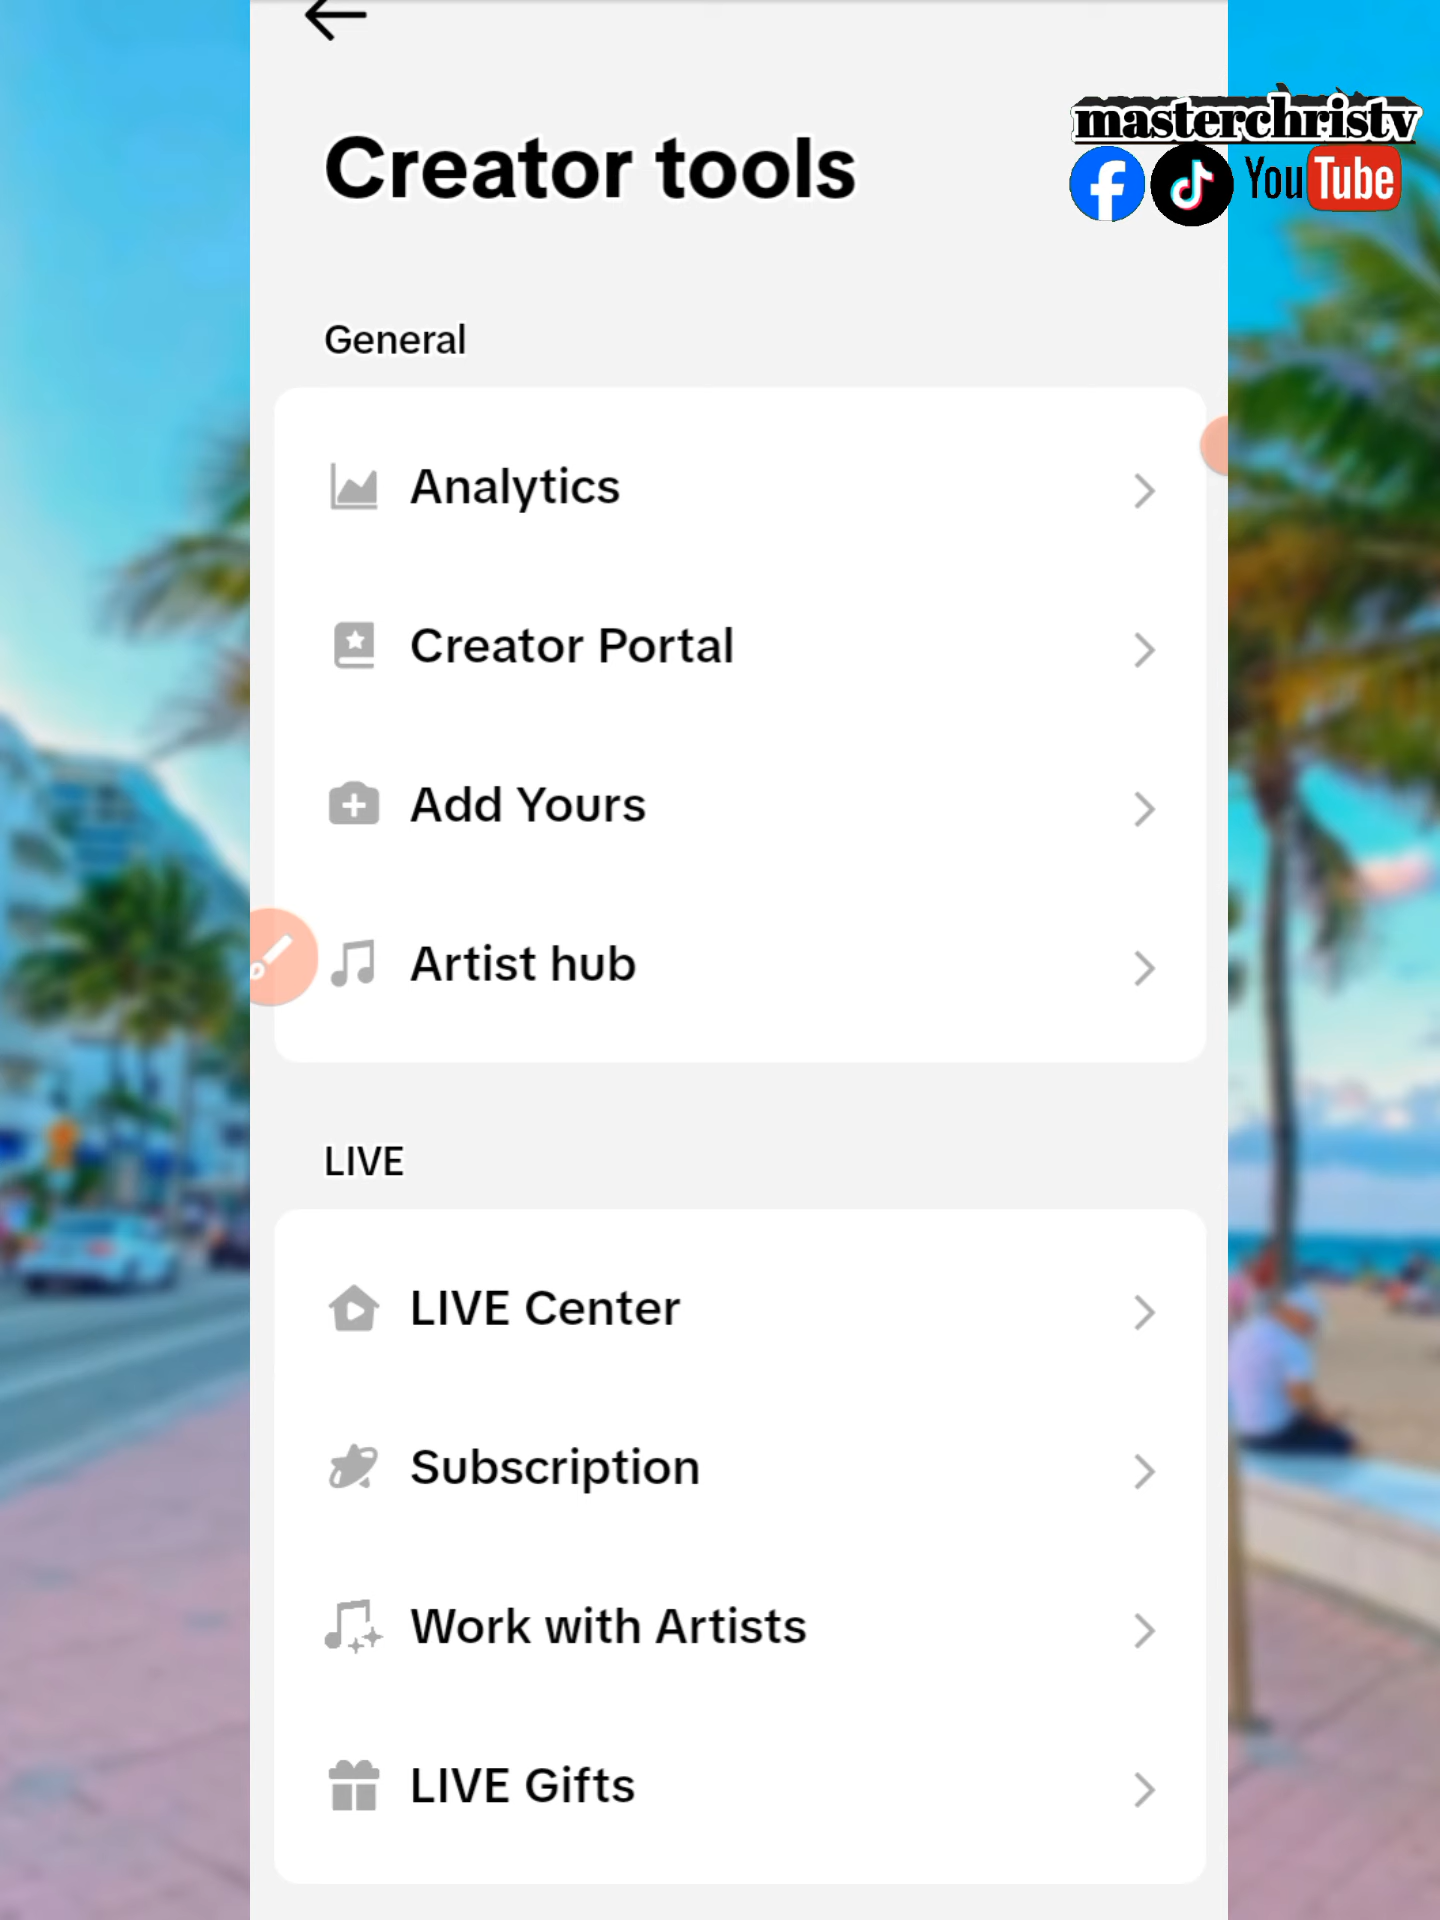 masterchristv
YouTube
Creator tools
General
Analytics
Creator Portal
Add Yours
Artist hub
LIVE
LIVE Center
Subscription
Work with Artists
LIVE Gifts